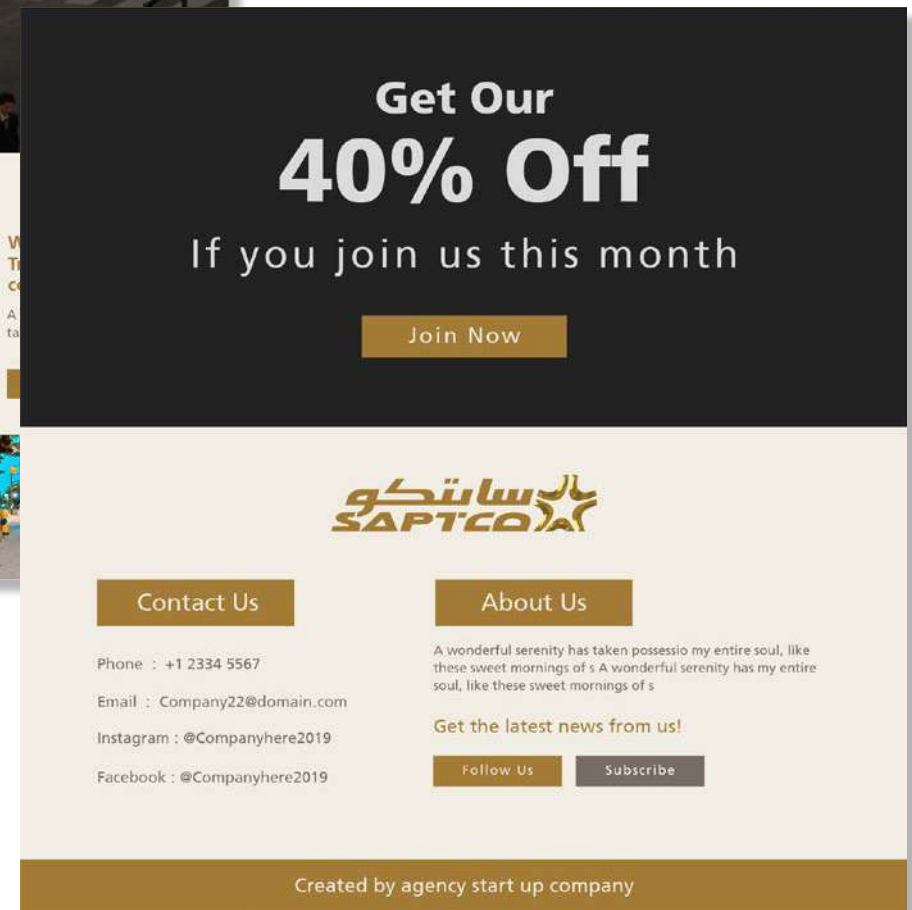 Get Our
40% Off
If you join us this month
Join Now
سابتكو
SAPTCO
Contact Us
Phone : +1 2334 5567
Email : Company22@domain.com
Instagram : @Companyhere2019
Facebook : @Companyhere2019
About Us
A wonderful serenity has taken possessio my entire soul, like
these sweet mornings of s A wonderful serenity has my entire
soul, like these sweet mornings of s
Get the latest news from us!
Follow Us
Subscribe
Created by agency start up company